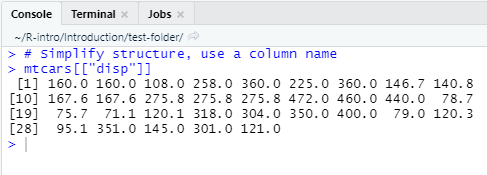 Console Terminal × Jobs ×
~/R-intro/Introduction/test-folder/
> # Simplify structure, use a column name
> mtcars[["disp"]]
 [1] 160.0 160.0 108.0 258.0 360.0 225.0 360.0 146.7 140.8
[10] 167.6 167.6 275.8 275.8 275.8 472.0 460.0 440.0  78.7
[19]  75.7  71.1 120.1 318.0 304.0 350.0 400.0  79.0 120.3
[28]  95.1 351.0 145.0 301.0 121.0
>